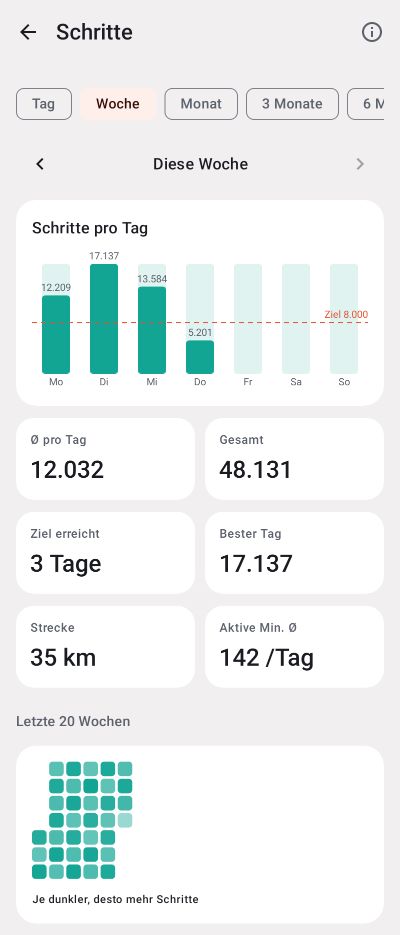 Schritte
Tag Woche Monat 3 Monate 6 M
Diese Woche
Schritte pro Tag
17.137
13.584
12.209
Ziel 8.000
5.201
Mo Di Mi Do Fr Sa So
Ø pro Tag
12.032
Gesamt
48.131
Ziel erreicht
3 Tage
Bester Tag
17.137
Strecke
35 km
Aktive Min. Ø
142 /Tag
Letzte 20 Wochen
Je dunkler, desto mehr Schritte